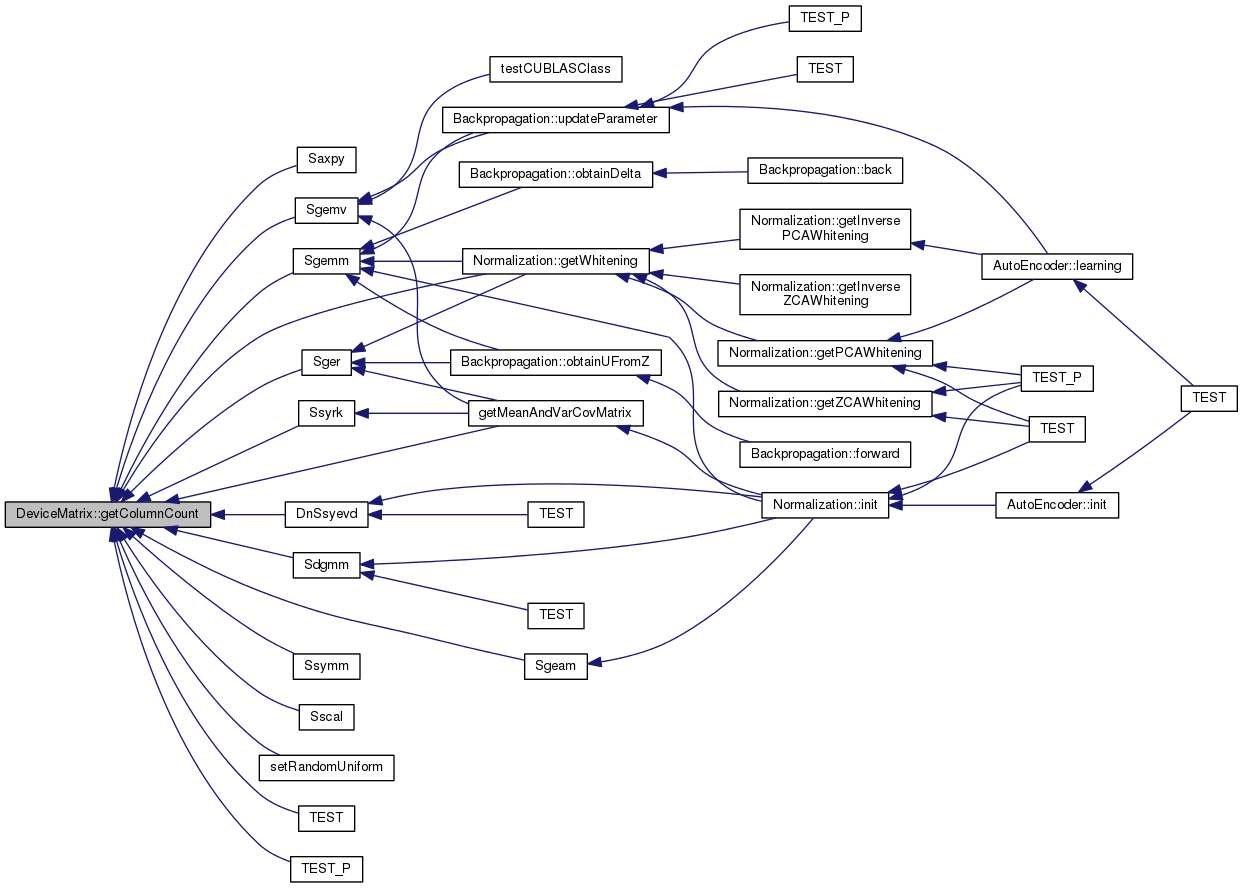 TEST_P
testCUBLASClass
TEST
Backpropagation::updateParameter
Saxpy
Backpropagation::obtainDelta
Backpropagation::back
Sgemv
Normalization::getInverse
PCAWhitening
Sgemm
Normalization::getWhitening
AutoEncoder::learning
Normalization::getInverse
ZCAWhitening
Sger
Backpropagation::obtainUFromZ
Normalization::getPCAWhitening
TEST_P
Ssyrk
getMeanAndVarCovMatrix
Normalization::getZCAWhitening
TEST
TEST
Backpropagation::forward
DeviceMatrix::getColumnCount
DnSsyevd
TEST
Normalization::init
AutoEncoder::init
Sdgmm
TEST
Ssymm
Sgeam
Sscal
setRandomUniform
TEST
TEST_P